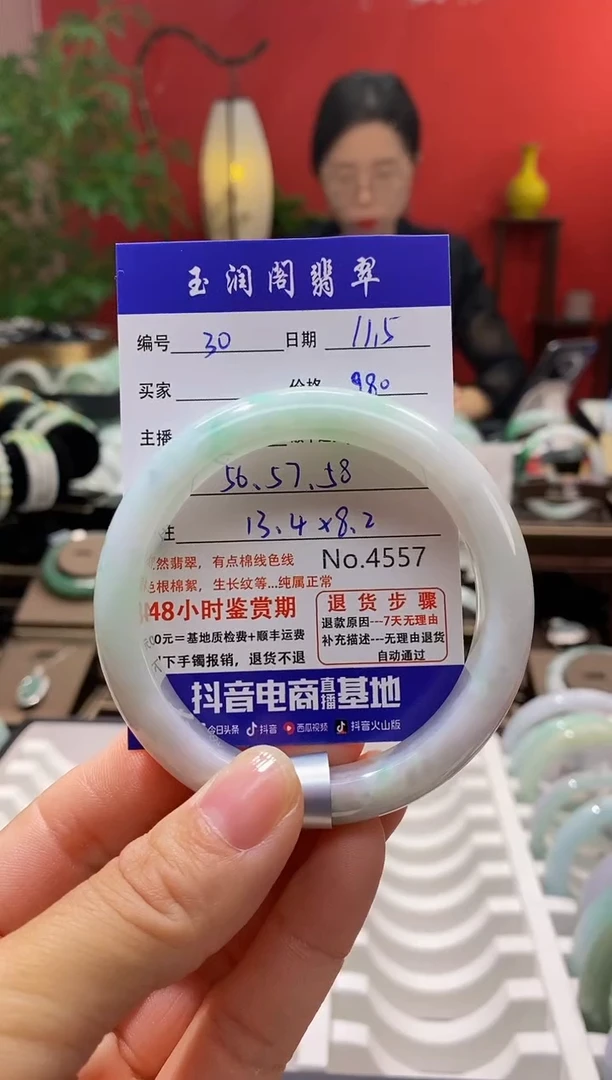 玉润阁翡翠
编号 30 日期 11.5
买家 价格 980
主播
56、57、58
注 13.4×8.2
然翡翠，有点棉线色线 No.4557
色根棉絮，生长纹等...纯属正常
48小时鉴赏期
00元=基地质检费+顺丰运费
下手镯报销，退货不退
退货步骤
退款原因---7天无理由
补充描述---无理由退货
自动通过
抖音电商直播基地
今日头条 抖音 西瓜视频 抖音火山版